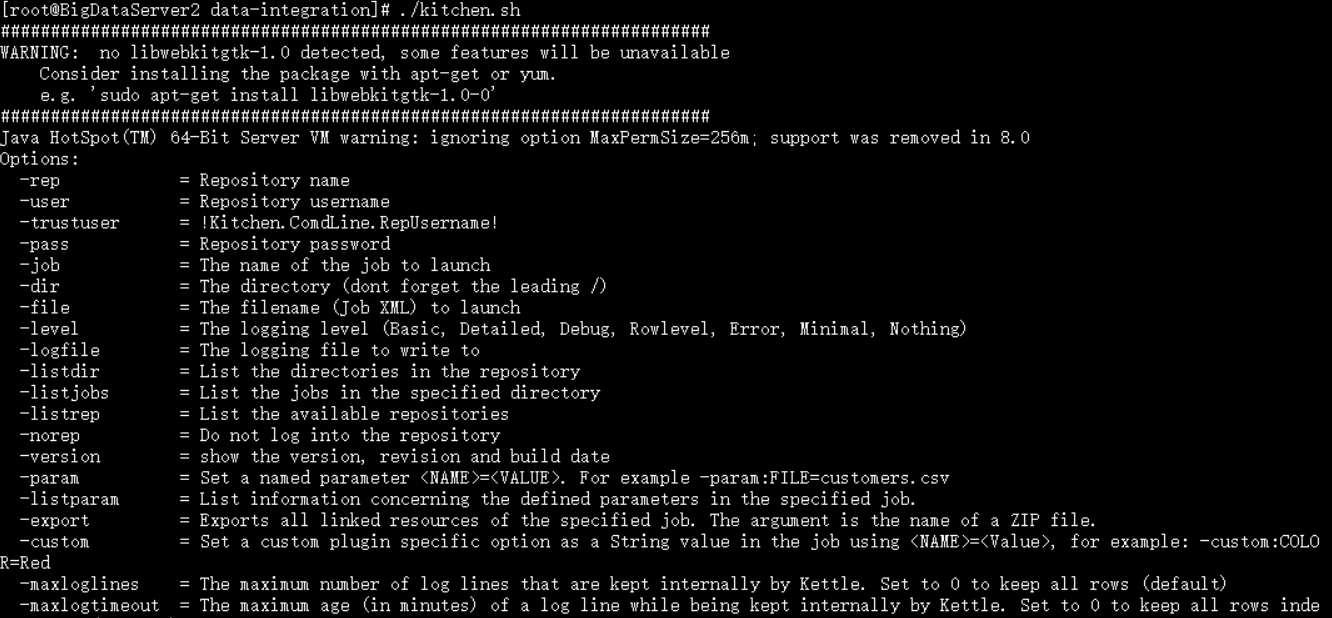 [root@BigDataServer2 data-integration]# ./kitchen.sh
#######################################################################
WARNING:  no libwebkitgtk-1.0 detected, some features will be unavailable
    Consider installing the package with apt-get or yum.
    e.g. 'sudo apt-get install libwebkitgtk-1.0-0'
#######################################################################
Java HotSpot(TM) 64-Bit Server VM warning: ignoring option MaxPermSize=256m; support was removed in 8.0
Options:
  -rep            = Repository name
  -user           = Repository username
  -trustuser      = !Kitchen.ComdLine.RepUsername!
  -pass           = Repository password
  -job            = The name of the job to launch
  -dir            = The directory (dont forget the leading /)
  -file           = The filename (Job XML) to launch
  -level          = The logging level (Basic, Detailed, Debug, Rowlevel, Error, Minimal, Nothing)
  -logfile        = The logging file to write to
  -listdir        = List the directories in the repository
  -listjobs       = List the jobs in the specified directory
  -listrep        = List the available repositories
  -norep          = Do not log into the repository
  -version        = show the version, revision and build date
  -param          = Set a named parameter <NAME>=<VALUE>. For example -param:FILE=customers.csv
  -listparam      = List information concerning the defined parameters in the specified job.
  -export         = Exports all linked resources of the specified job. The argument is the name of a ZIP file.
  -custom         = Set a custom plugin specific option as a String value in the job using <NAME>=<Value>, for example: -custom:COLO
R=Red
  -maxloglines    = The maximum number of log lines that are kept internally by Kettle. Set to 0 to keep all rows (default)
  -maxlogtimeout  = The maximum age (in minutes) of a log line while being kept internally by Kettle. Set to 0 to keep all rows inde